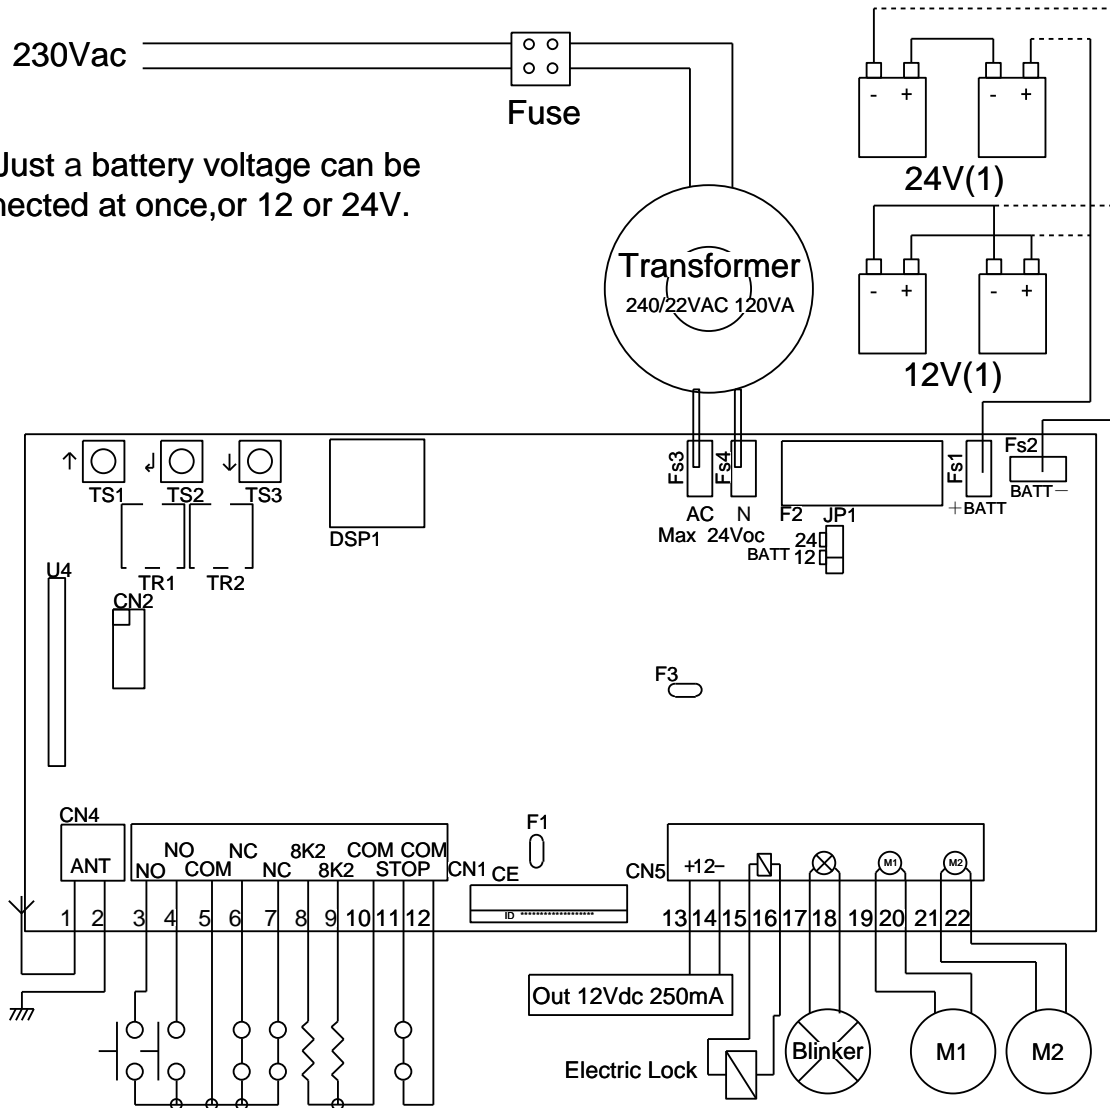 230Vac
Fuse
- +
- +
24V(1)
Just a battery voltage can be
nected at once,or 12 or 24V.
Transformer
240/22VAC 120VA
- +
- +
12V(1)
TS1
TS2
TS3
DSP1
Fs3
Fs4
AC
N
Max 24Voc
F2
JP1
BATT
24
12
Fs1
+BATT
Fs2
BATT-
TR1
TR2
U4
CN2
F3
CN4
ANT
NO
NO
COM
NC
NC
8K2
8K2
COM
STOP
COM
CN1
CE
F1
ID *******************
CN5
+12-
M1
M2
1 2 3 4 5 6 7 8 9 10 11 12
13 14 15 16 17 18 19 20 21 22
Out 12Vdc 250mA
Electric Lock
Blinker
M1
M2